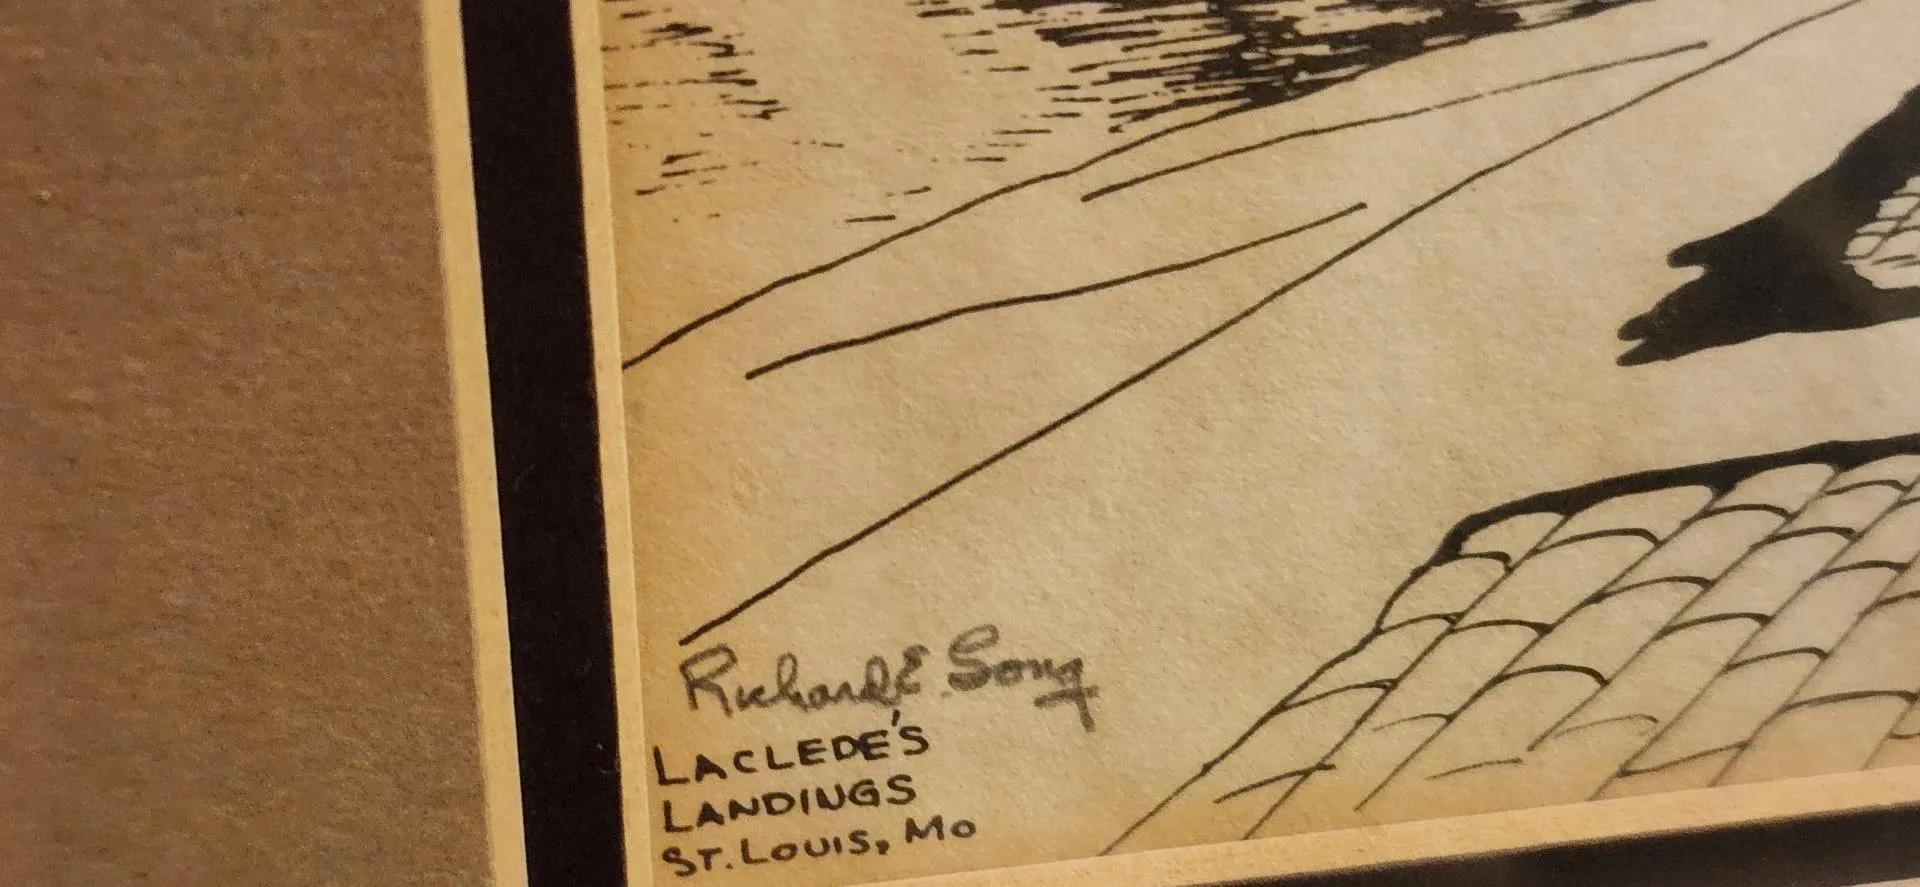 Richard E. Song
LACLEDE'S
LANDINGS
ST. LOUIS, MO